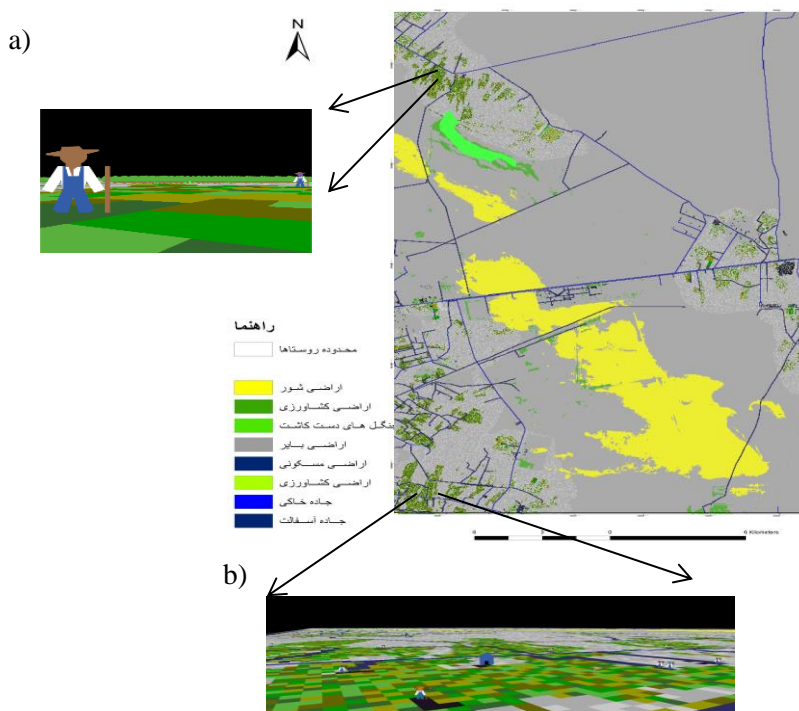 a)
N
راهنما
محدوده روستاها
اراضی شور
اراضی کشاورزی
جنگل های دست کاشت
اراضی بایر
اراضی مسکونی
اراضی کشاورزی
جاده خاکی
جاده آسفالت
6 Kilometers
b)